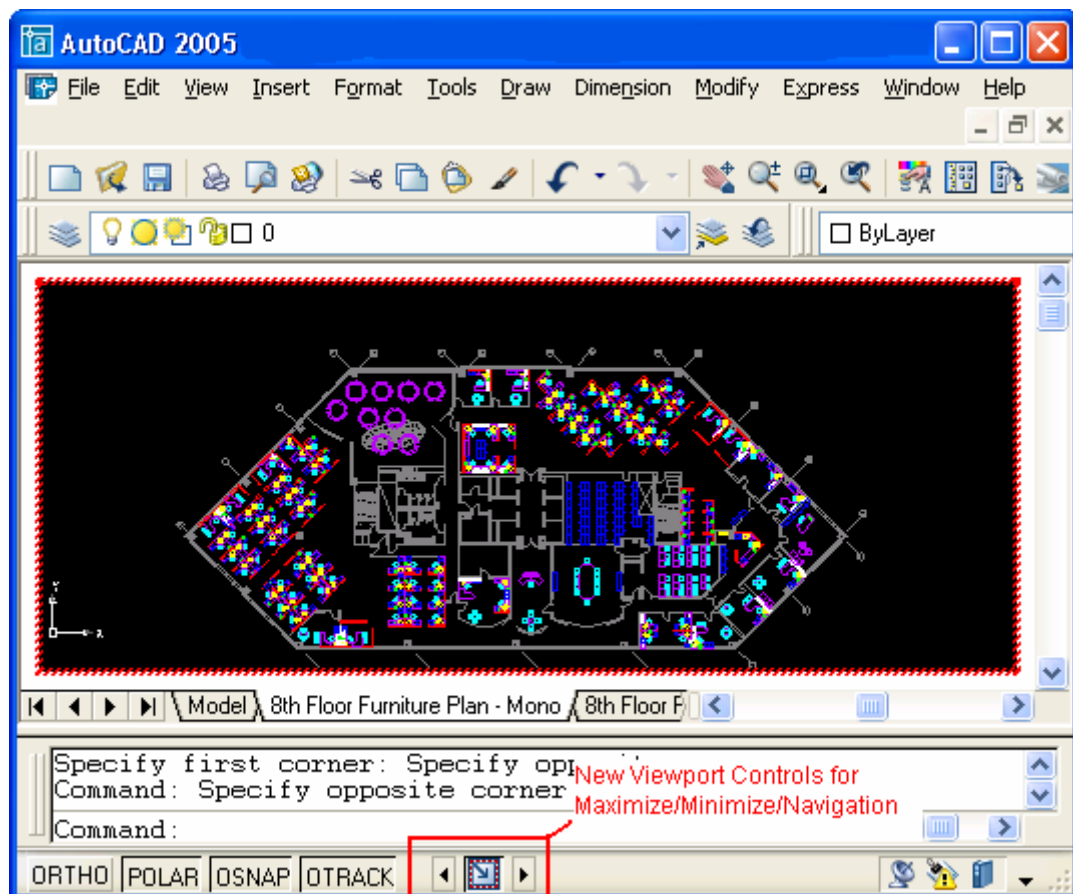 AutoCAD 2005
File Edit View Insert Format Tools Draw Dimension Modify Express Window Help
0 ByLayer
Model 8th Floor Furniture Plan - Mono 8th Floor
Specify first corner: Specify
Command: Specify opposite corner
New Viewport Controls for
Maximize/Minimize/Navigation
Command:
ORTHO POLAR OSNAP OTRACK